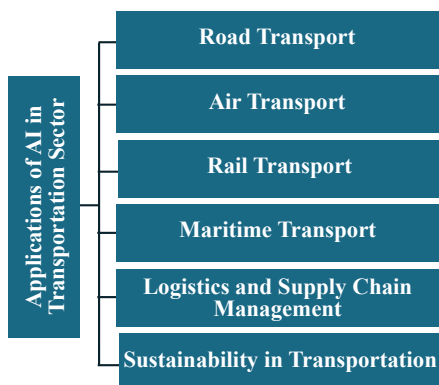 Applications of AI in
Transportation Sector
Road Transport
Air Transport
Rail Transport
Maritime Transport
Logistics and Supply Chain
Management
Sustainability in Transportation